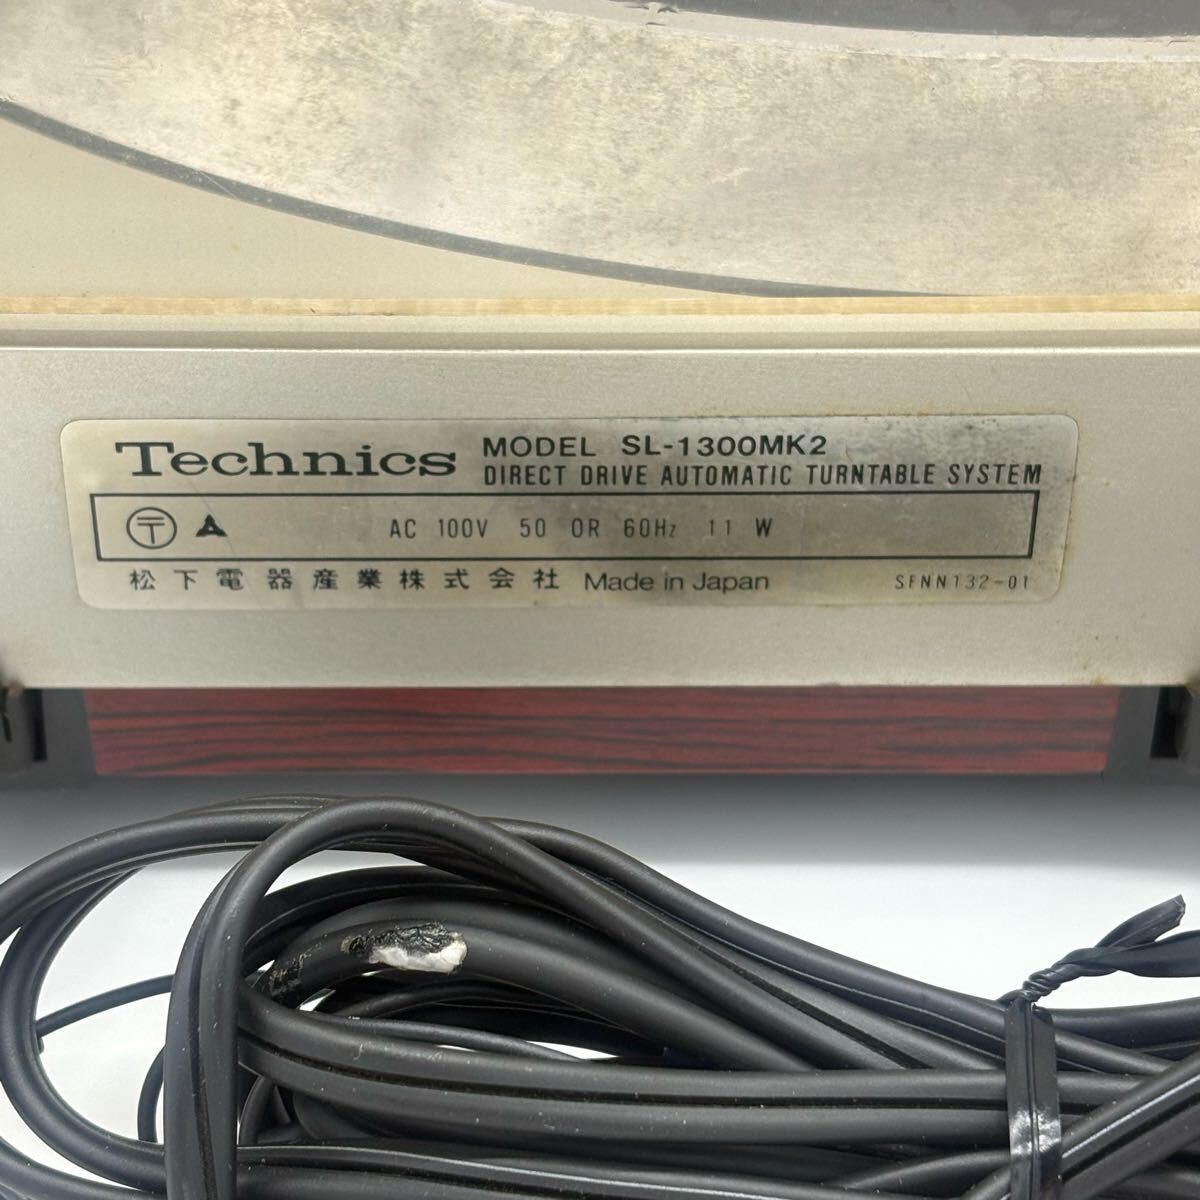 Technics MODEL SL-1300MK2
DIRECT DRIVE AUTOMATIC TURNTABLE SYSTEM
〒 AC 100V 50 OR 60Hz 11 W
松下電器産業株式会社 Made in Japan SFNN132-01